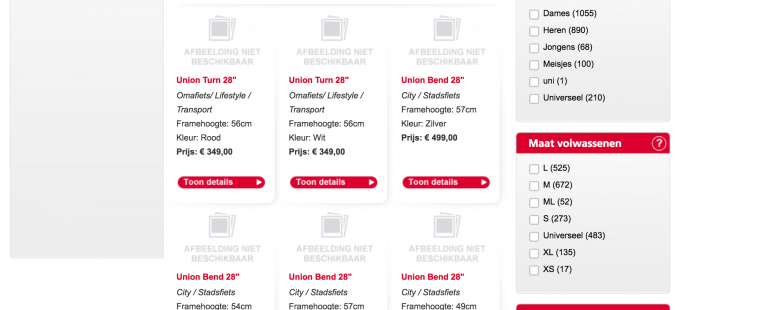 AFBEELDING NIET
BESCHIKBAAR
Union Turn 28"
Omafiets/ Lifestyle /
Transport
Framehoogte: 56cm
Kleur: Rood
Prijs: € 349,00
Toon details
AFBEELDING NIET
BESCHIKBAAR
Union Turn 28"
Omafiets/ Lifestyle /
Transport
Framehoogte: 56cm
Kleur: Wit
Prijs: € 349,00
Toon details
AFBEELDING NIET
BESCHIKBAAR
Union Bend 28"
City / Stadsfiets
Framehoogte: 57cm
Kleur: Zilver
Prijs: € 499,00
Toon details
AFBEELDING NIET
BESCHIKBAAR
Union Bend 28"
City / Stadsfiets
Framehoogte: 54cm
AFBEELDING NIET
BESCHIKBAAR
Union Bend 28"
City / Stadsfiets
Framehoogte: 57cm
AFBEELDING NIET
BESCHIKBAAR
Union Bend 28"
City / Stadsfiets
Framehoogte: 49cm
Dames (1055)
Heren (890)
Jongens (68)
Meisjes (100)
uni (1)
Universeel (210)
Maat volwassenen ?
L (525)
M (672)
ML (52)
S (273)
Universeel (483)
XL (135)
XS (17)